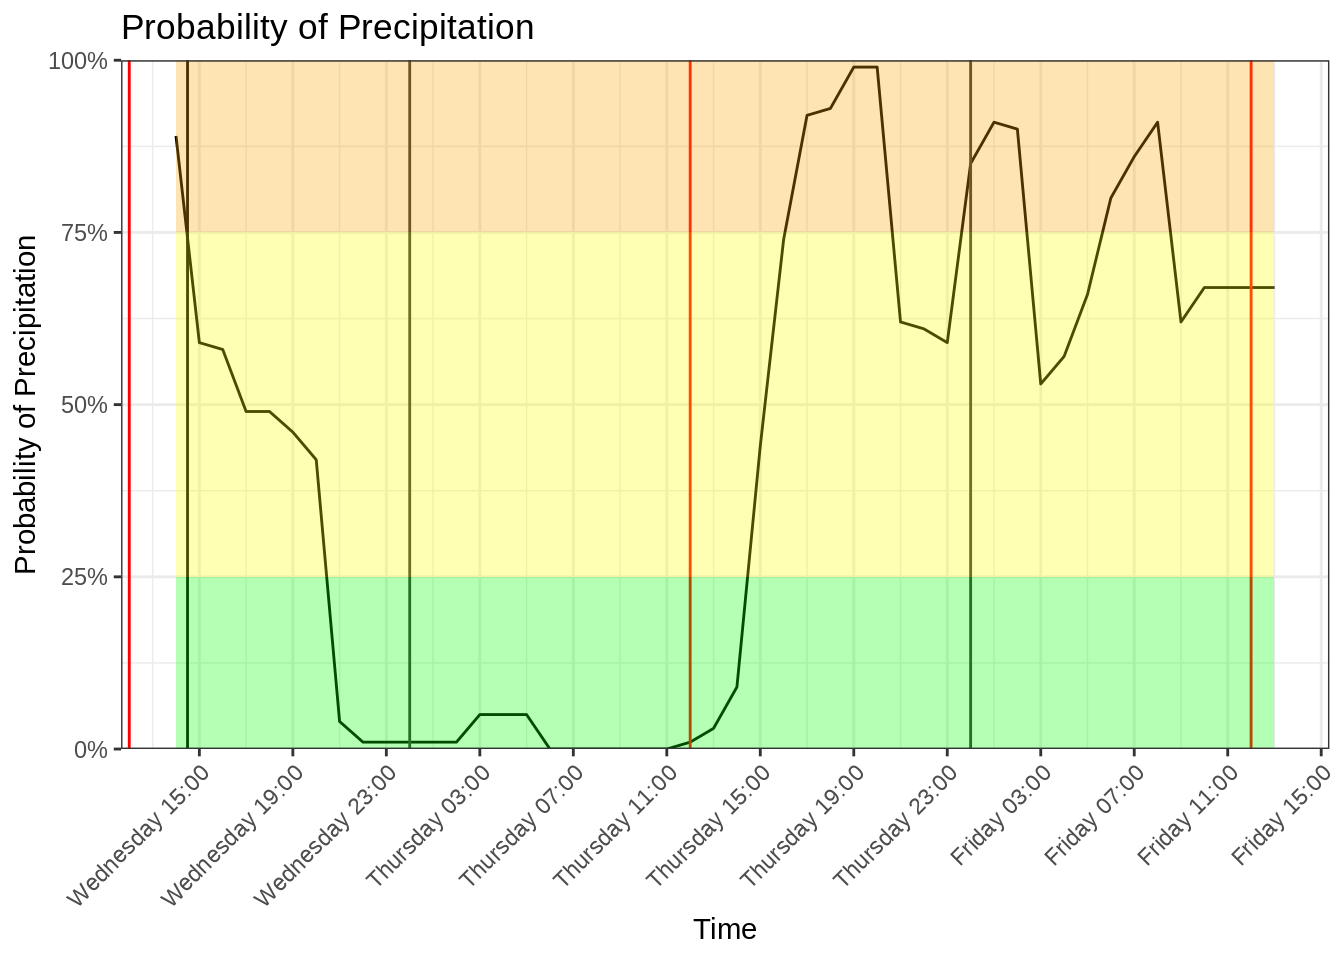 Probability of Precipitation
Probability of Precipitation
100%
75%
50%
25%
0%
Wednesday 15:00
Wednesday 19:00
Wednesday 23:00
Thursday 03:00
Thursday 07:00
Thursday 11:00
Thursday 15:00
Thursday 19:00
Thursday 23:00
Friday 03:00
Friday 07:00
Friday 11:00
Friday 15:00
Time